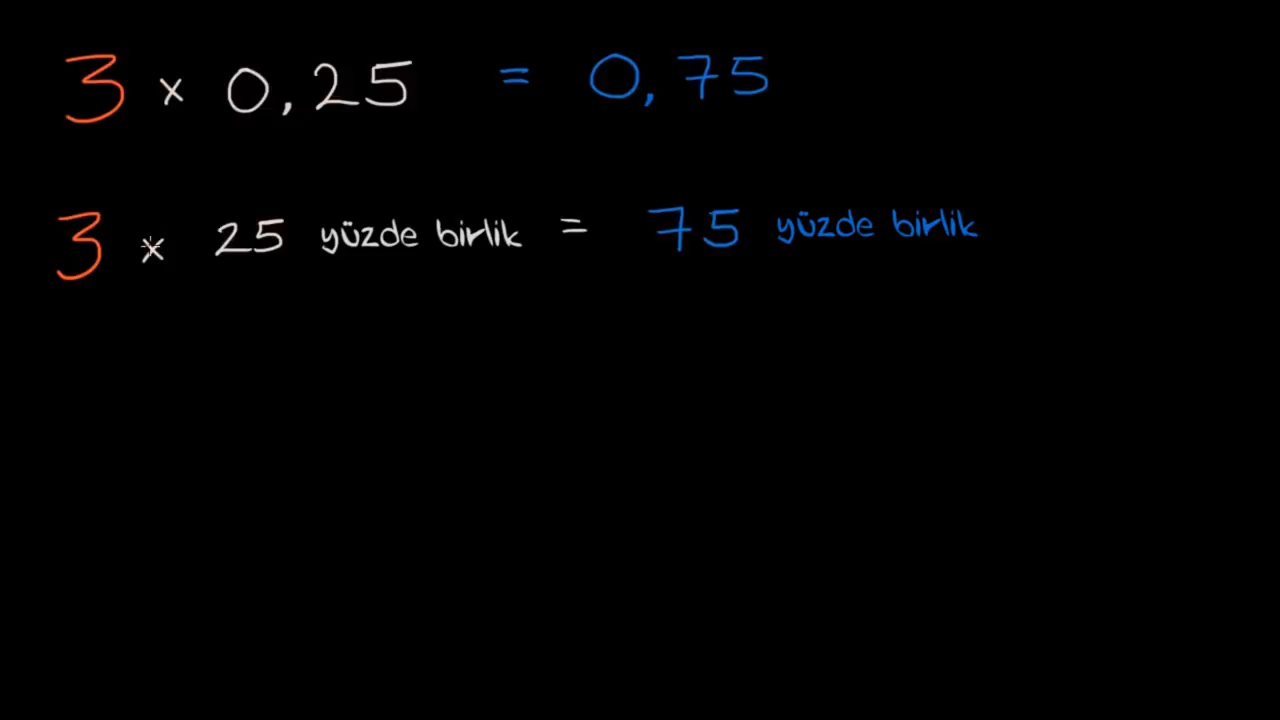 3 × 0,25 = 0,75
3 × 25 yüzde birlik = 75 yüzde birlik